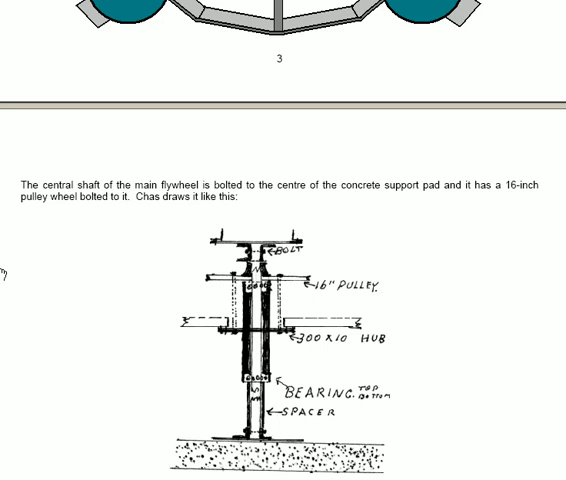 3
The central shaft of the main flywheel is bolted to the centre of the concrete support pad and it has a 16-inch
pulley wheel bolted to it. Chas draws it like this:
BOLT
16" PULLEY
300 X 10 HUB
BEARING. TOP
BOTTOM
SPACER